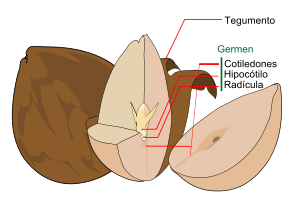 Tegumento
Germen
Cotiledones
Hipocótilo
Radícula